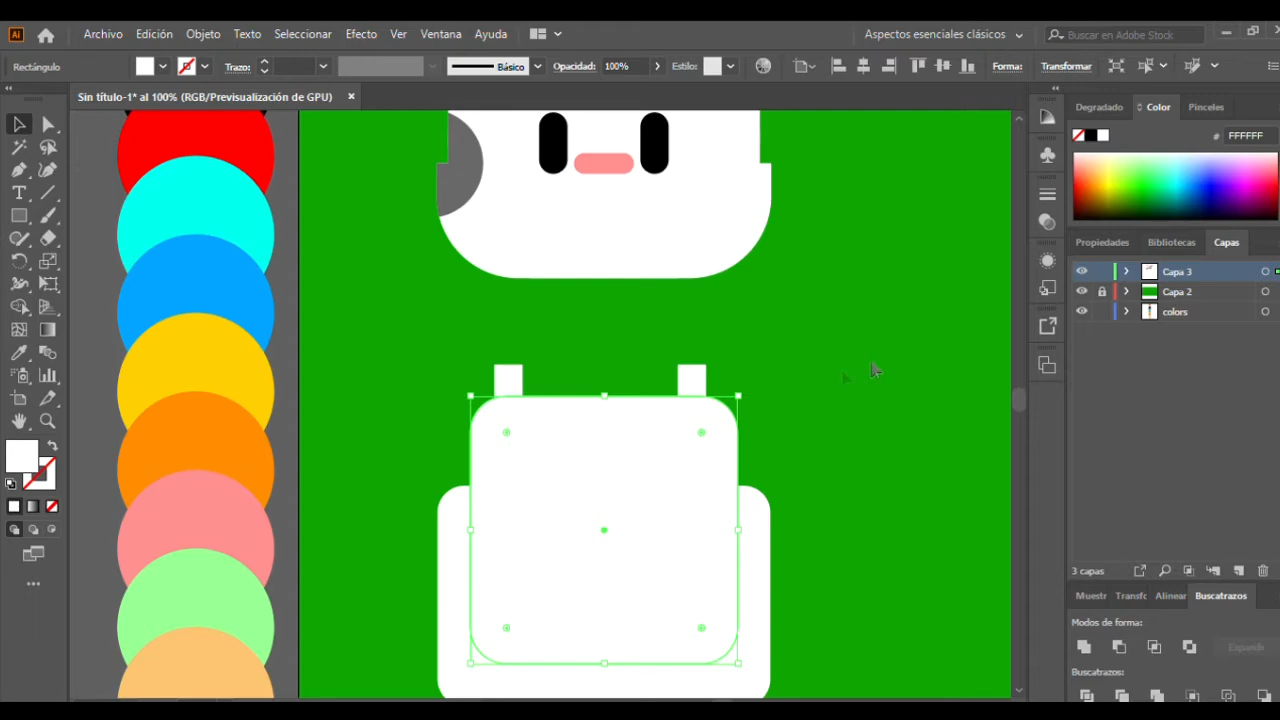 Ai Archivo Edición Objeto Texto Seleccionar Efecto Ver Ventana Ayuda Aspectos esenciales clásicos Buscar en Adobe Stock
Rectángulo Trazo: Básico Opacidad: 100% Estilo: Forma: Transformar
Sin título-1* al 100% (RGB/Previsualización de GPU)
Degradado Color Pinceles
# FFFFFF
Propiedades Bibliotecas Capas
Capa 3
Capa 2
colors
3 capas
Muestr Transfc Alinear Buscatrazos
Modos de forma:
Expandir
Buscatrazos: